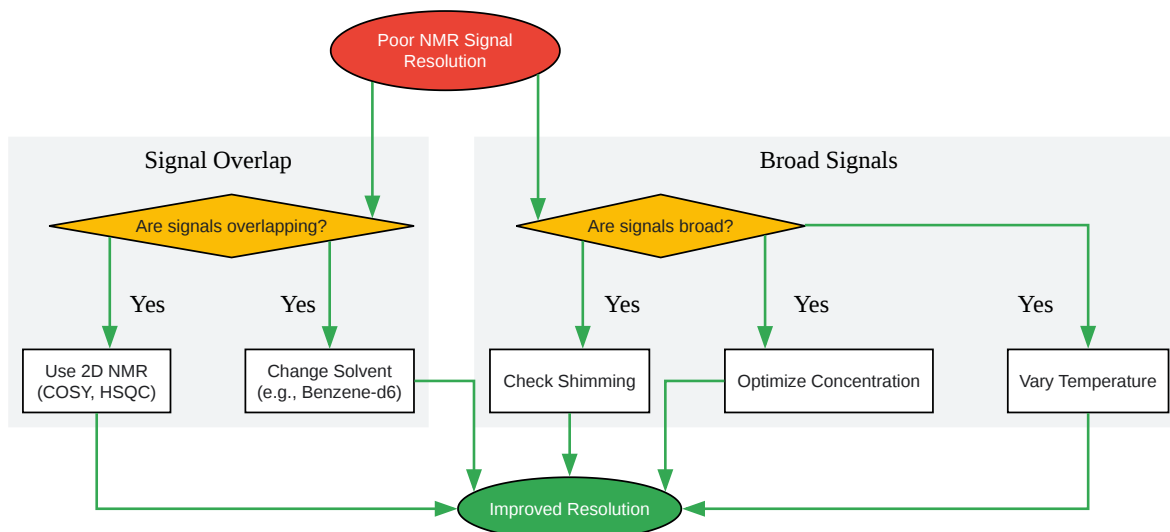 Poor NMR Signal
Resolution
Signal Overlap
Broad Signals
Are signals overlapping?
Are signals broad?
Yes
Yes
Yes
Yes
Yes
Use 2D NMR
(COSY, HSQC)
Change Solvent
(e.g., Benzene-d6)
Check Shimming
Optimize Concentration
Vary Temperature
Improved Resolution